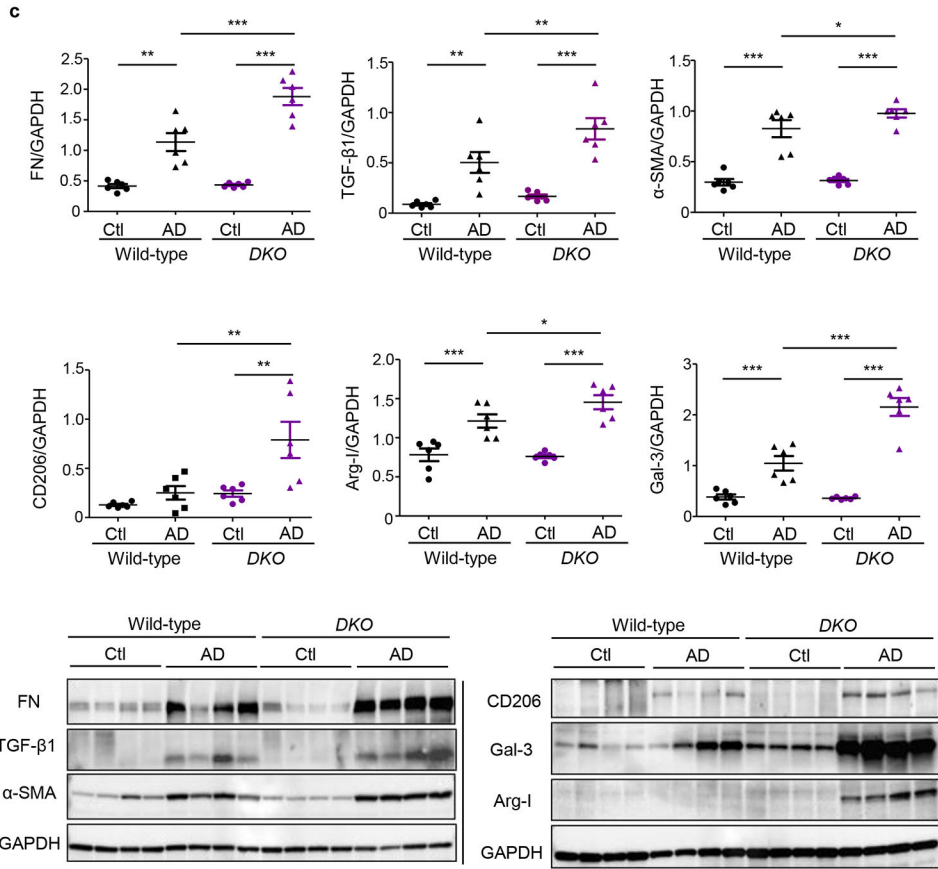 c
*** ** *
** *** ** *** *** ***
FN/GAPDH
2.5
2.0
1.5
1.0
0.5
0
Ctl AD Ctl AD
Wild-type DKO
TGF-β1/GAPDH
1.5
1.0
0.5
0
Ctl AD Ctl AD
Wild-type DKO
α-SMA/GAPDH
1.5
1.0
0.5
0
Ctl AD Ctl AD
Wild-type DKO
**
**
CD206/GAPDH
1.5
1.0
0.5
0
Ctl AD Ctl AD
Wild-type DKO
*
*** ***
Arg-I/GAPDH
2.0
1.5
1.0
0.5
0
Ctl AD Ctl AD
Wild-type DKO
***
*** ***
Gal-3/GAPDH
3
2
1
0
Ctl AD Ctl AD
Wild-type DKO
Wild-type DKO
Ctl AD Ctl AD
FN
TGF-β1
α-SMA
GAPDH
Wild-type DKO
Ctl AD Ctl AD
CD206
Gal-3
Arg-I
GAPDH